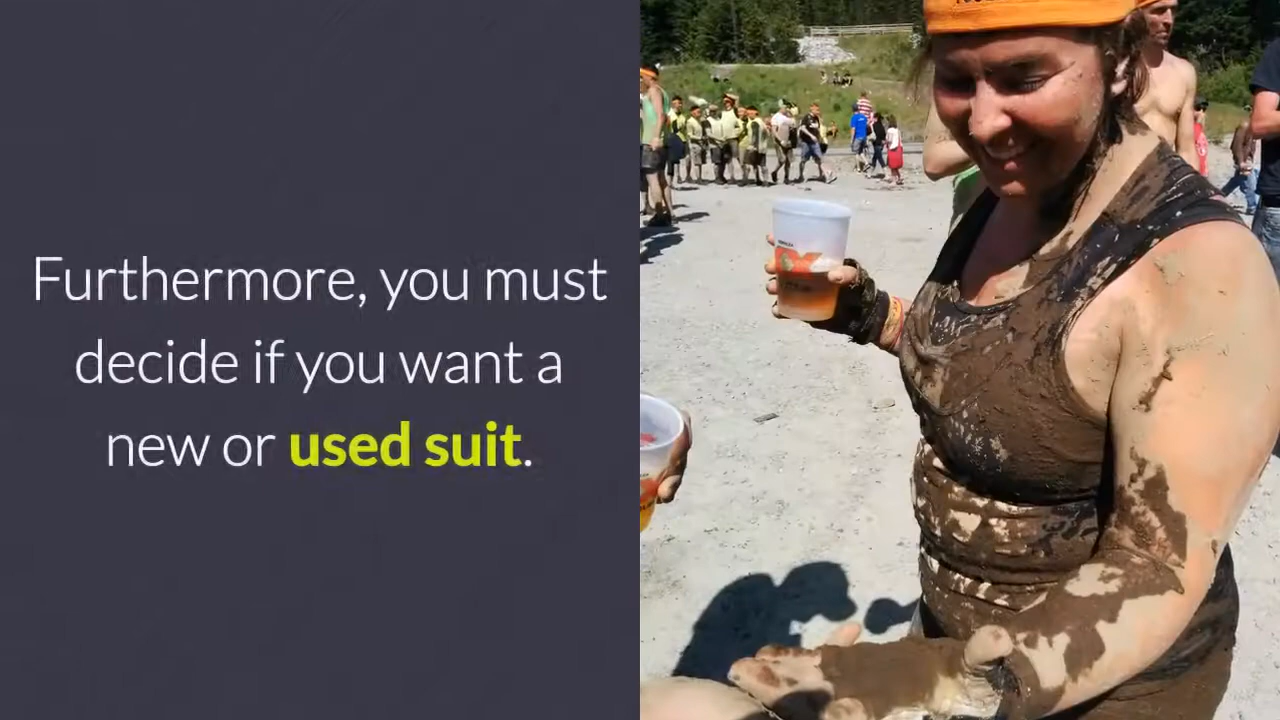 Furthermore, you must
decide if you want a
new or used suit.